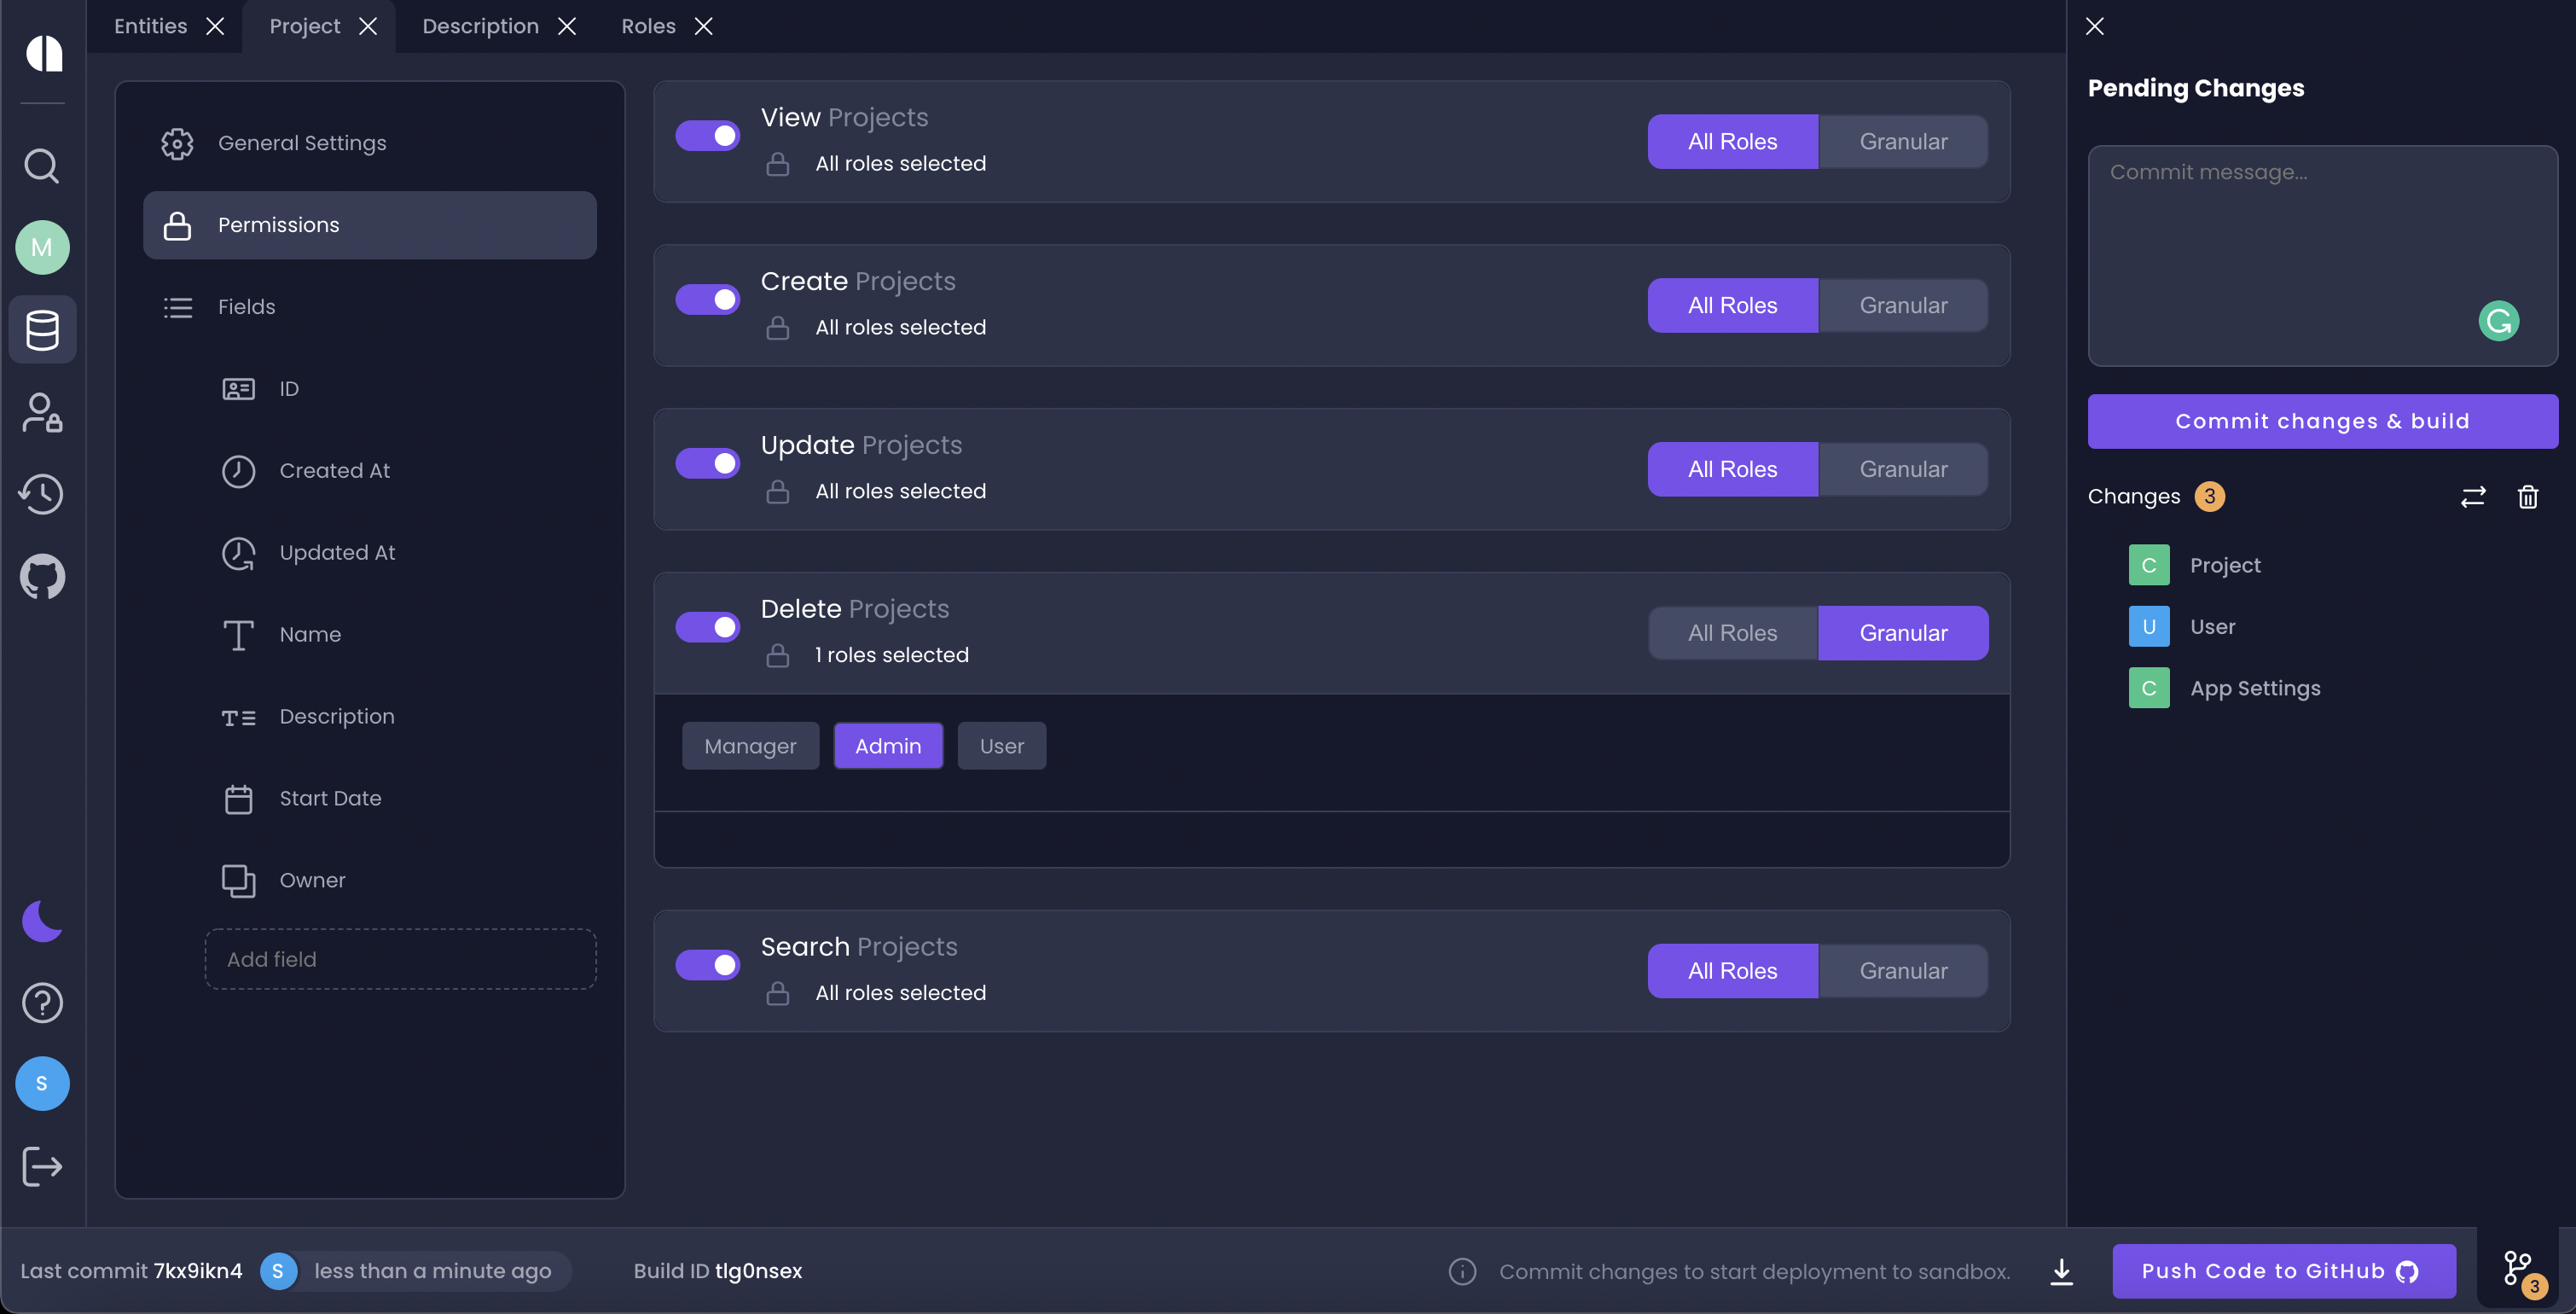 Entities
Project
Description
Roles
M
General Settings
Permissions
Fields
ID
Created At
Updated At
Name
Description
Start Date
Owner
Add field
S
View Projects
All roles selected
All Roles
Granular
Create Projects
All roles selected
All Roles
Granular
Update Projects
All roles selected
All Roles
Granular
Delete Projects
1 roles selected
All Roles
Granular
Manager
Admin
User
Search Projects
All roles selected
All Roles
Granular
Pending Changes
Commit message...
Commit changes & build
Changes 3
C Project
U User
C App Settings
Last commit 7kx9ikn4
S less than a minute ago
Build ID tlg0nsex
Commit changes to start deployment to sandbox.
Push Code to GitHub
3